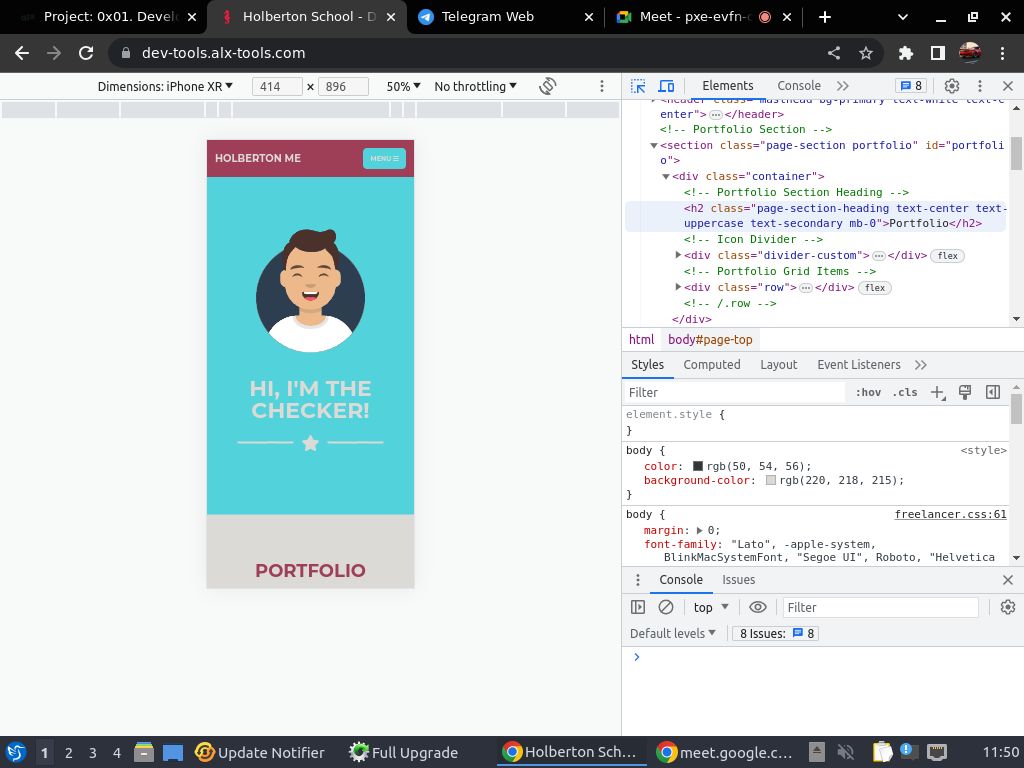 Project: 0x01. Devel
Holberton School - D
Telegram Web
Meet - pxe-evfn-
dev-tools.alx-tools.com
Dimensions: iPhone XR
414
×
896
50%
No throttling
Elements
Console
8
HOLBERTON ME
MENU
HI, I'M THE
CHECKER!
PORTFOLIO
<header class="masthead bg-primary text-white text-c
enter"> ⋯ </header>
<!-- Portfolio Section -->
<section class="page-section portfolio" id="portfoli
o">
<div class="container">
<!-- Portfolio Section Heading -->
<h2 class="page-section-heading text-center text-
uppercase text-secondary mb-0">Portfolio</h2>
<!-- Icon Divider -->
<div class="divider-custom"> ⋯ </div> flex
<!-- Portfolio Grid Items -->
<div class="row"> ⋯ </div> flex
<!-- /.row -->
</div>
html
body#page-top
Styles
Computed
Layout
Event Listeners
Filter
:hov
.cls
element.style {
}
body {
<style>
color: rgb(50, 54, 56);
background-color: rgb(220, 218, 215);
}
body {
freelancer.css:61
margin: 0;
font-family: "Lato", -apple-system,
BlinkMacSystemFont, "Segoe UI", Roboto, "Helvetica
Console
Issues
top
Filter
Default levels
8 Issues:
8
1
2
3
4
Update Notifier
Full Upgrade
Holberton Sch...
meet.google.c...
11:50